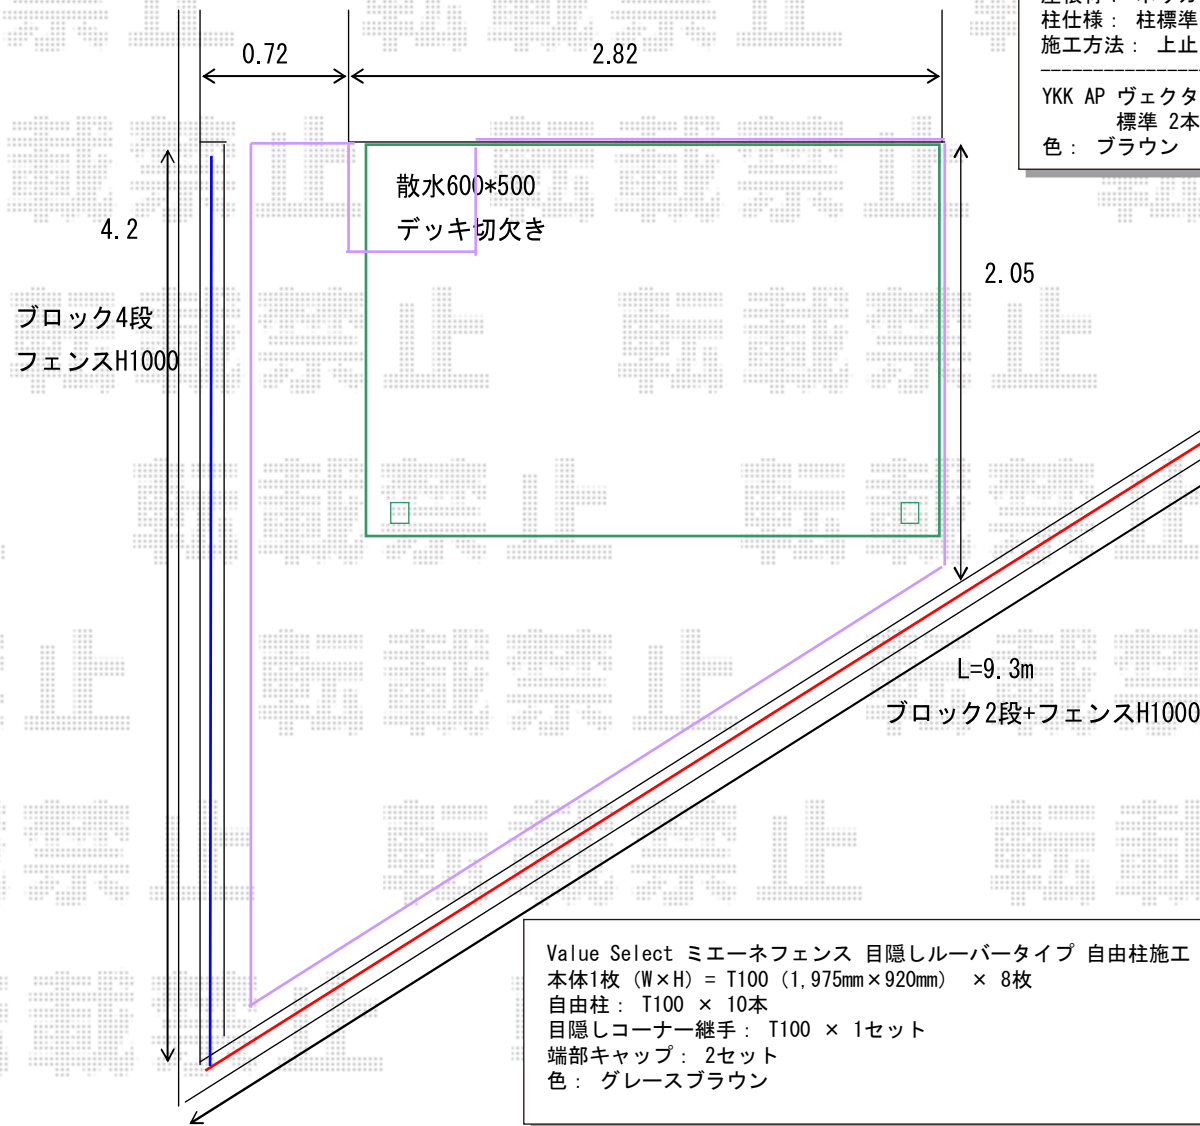 柱仕様： 柱標準
施工方法： 上止
YKK AP ヴェクタ
標準 2本
色： ブラウン
0.72
2.82
散水600*500
デッキ切欠き
4.2
2.05
ブロック4段
フェンスH1000
L=9.3m
ブロック2段+フェンスH1000
Value Select ミエーネフェンス 目隠しルーバータイプ 自由柱施工
本体1枚 (W×H) = T100 (1,975mm×920mm) × 8枚
自由柱： T100 × 10本
目隠しコーナー継手： T100 × 1セット
端部キャップ： 2セット
色： グレースブラウン
転載禁止